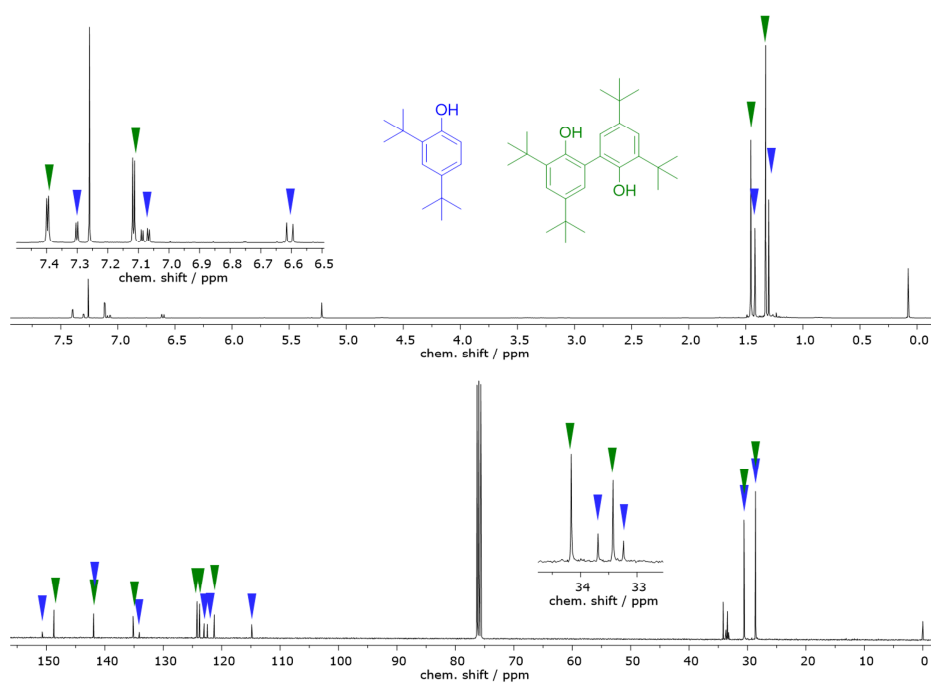 OH
OH
OH
7.4 7.3 7.2 7.1 7.0 6.9 6.8 6.7 6.6 6.5
chem. shift / ppm
7.5 7.0 6.5 6.0 5.5 5.0 4.5 4.0 3.5 3.0 2.5 2.0 1.5 1.0 0.5 0.0
chem. shift / ppm
34 33
chem. shift / ppm
150 140 130 120 110 100 90 80 70 60 50 40 30 20 10 0
chem. shift / ppm